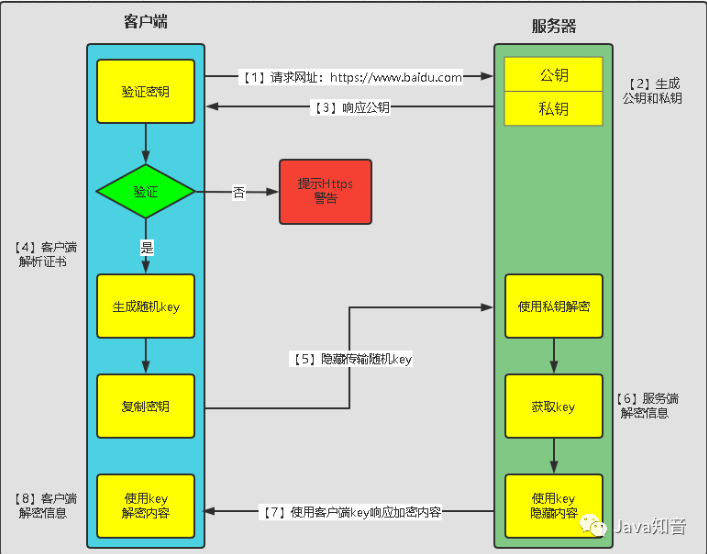 客户端
服务器
验证密钥
【1】请求网址：https://www.baidu.com
公钥
私钥
【2】生成
公钥和私钥
【3】响应公钥
验证
否
提示Https
警告
是
【4】客户端
解析证书
生成随机key
使用私钥解密
【5】隐藏传输随机key
复制密钥
获取key
【6】服务端
解密信息
【8】客户端
解密信息
使用key
解密内容
【7】使用客户端key响应加密内容
使用key
隐藏内容
Java知音